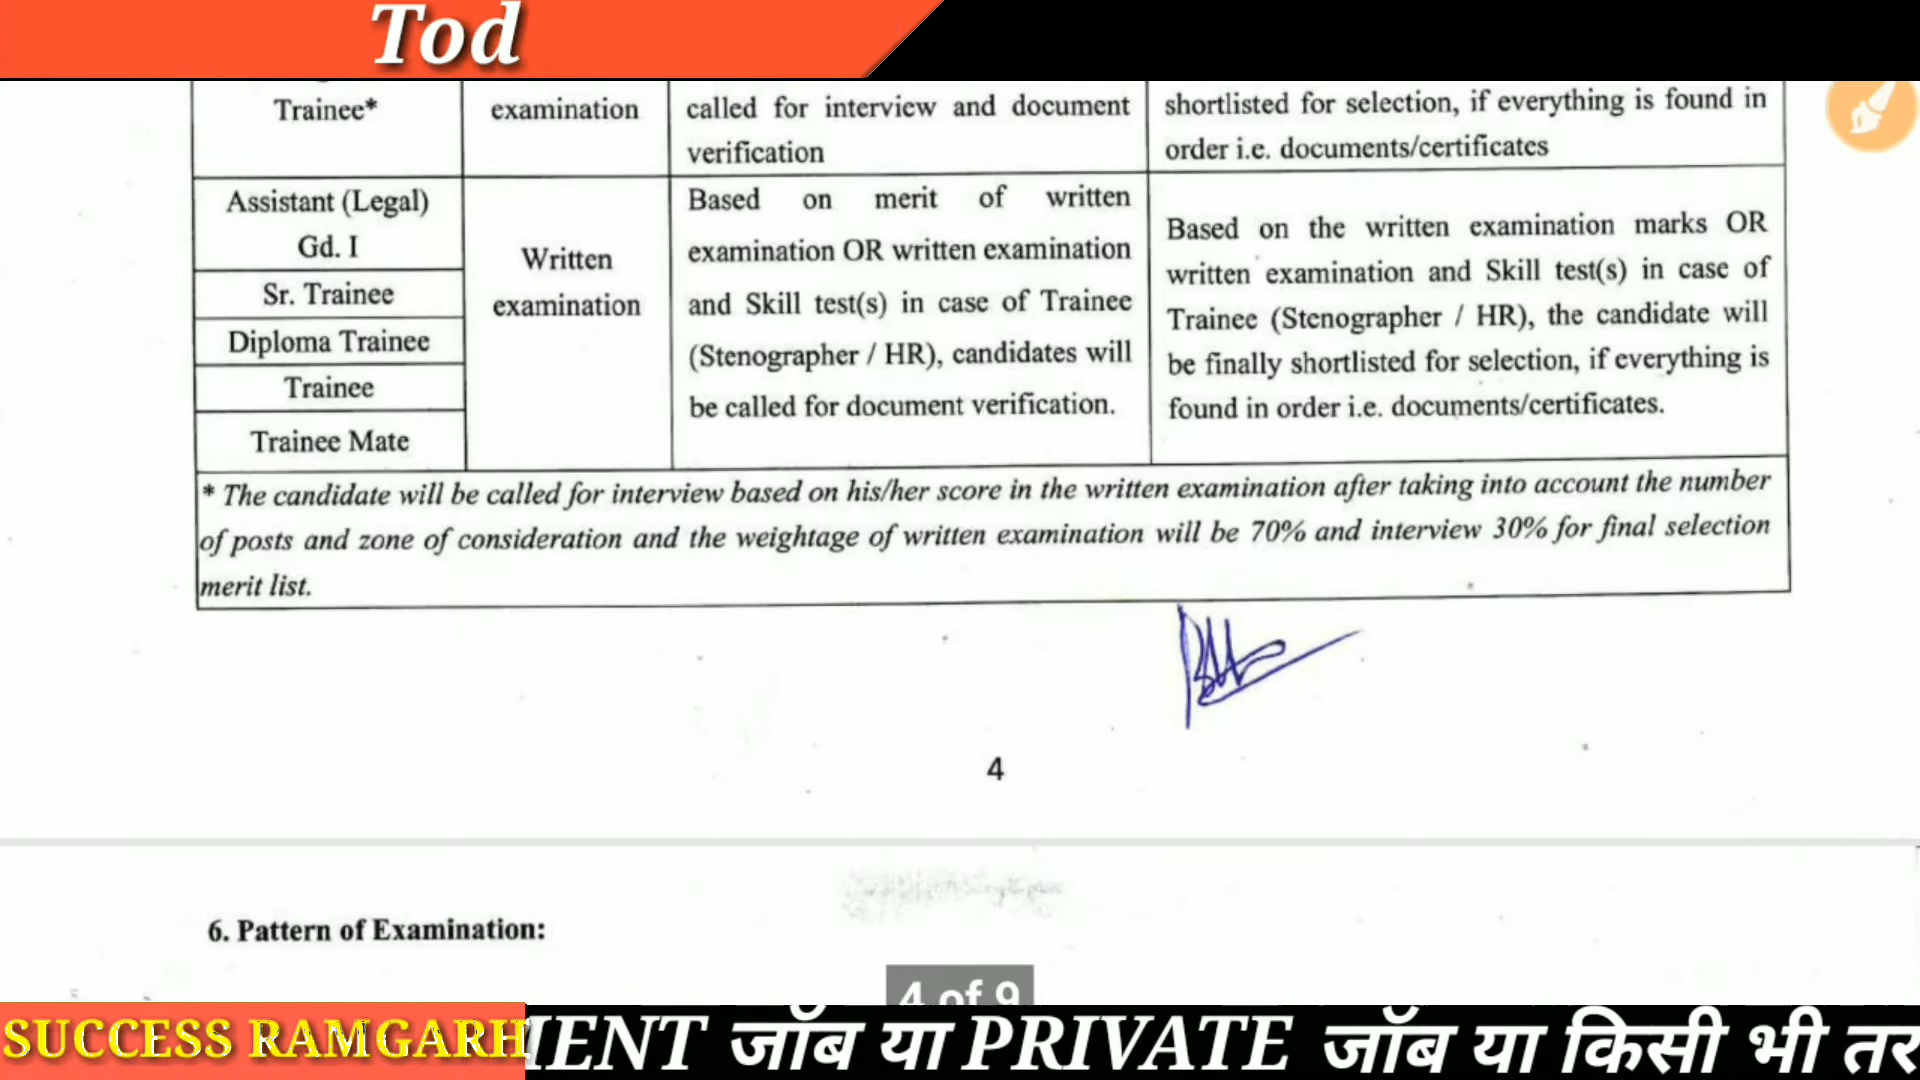 Tod
Trainee*
examination
called for interview and document
verification
shortlisted for selection, if everything is found in
order i.e. documents/certificates
Assistant (Legal)
Gd. I
Sr. Trainee
Diploma Trainee
Trainee
Trainee Mate
Written
examination
Based on merit of written
examination OR written examination
and Skill test(s) in case of Trainee
(Stenographer / HR), candidates will
be called for document verification.
Based on the written examination marks OR
written examination and Skill test(s) in case of
Trainee (Stenographer / HR), the candidate will
be finally shortlisted for selection, if everything is
found in order i.e. documents/certificates.
* The candidate will be called for interview based on his/her score in the written examination after taking into account the number
of posts and zone of consideration and the weightage of written examination will be 70% and interview 30% for final selection
merit list.
4
6. Pattern of Examination:
4 of 9
SUCCESS RAMGARH
MENT जॉब या PRIVATE जॉब या किसी भी तर